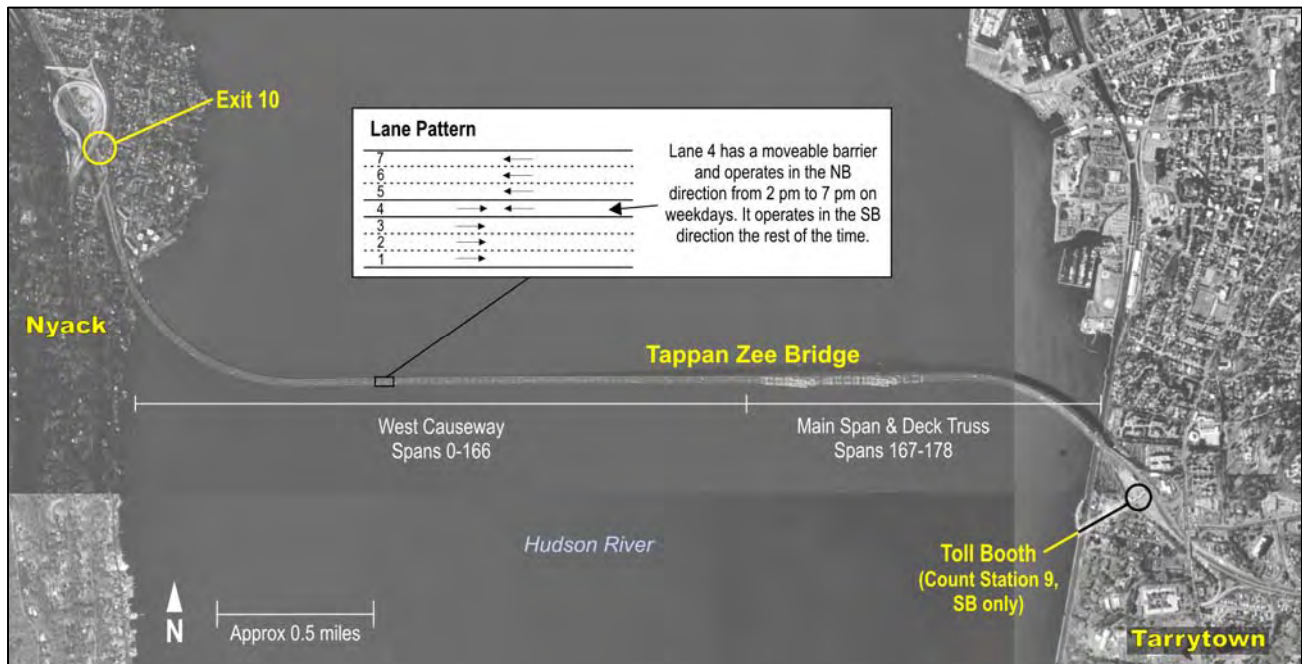 Exit 10
Lane Pattern
7
6
5
4
3
2
1
Lane 4 has a moveable barrier
and operates in the NB
direction from 2 pm to 7 pm on
weekdays. It operates in the SB
direction the rest of the time.
Nyack
Tappan Zee Bridge
West Causeway
Spans 0-166
Main Span & Deck Truss
Spans 167-178
Hudson River
Toll Booth
(Count Station 9,
SB only)
N
Approx 0.5 miles
Tarrytown